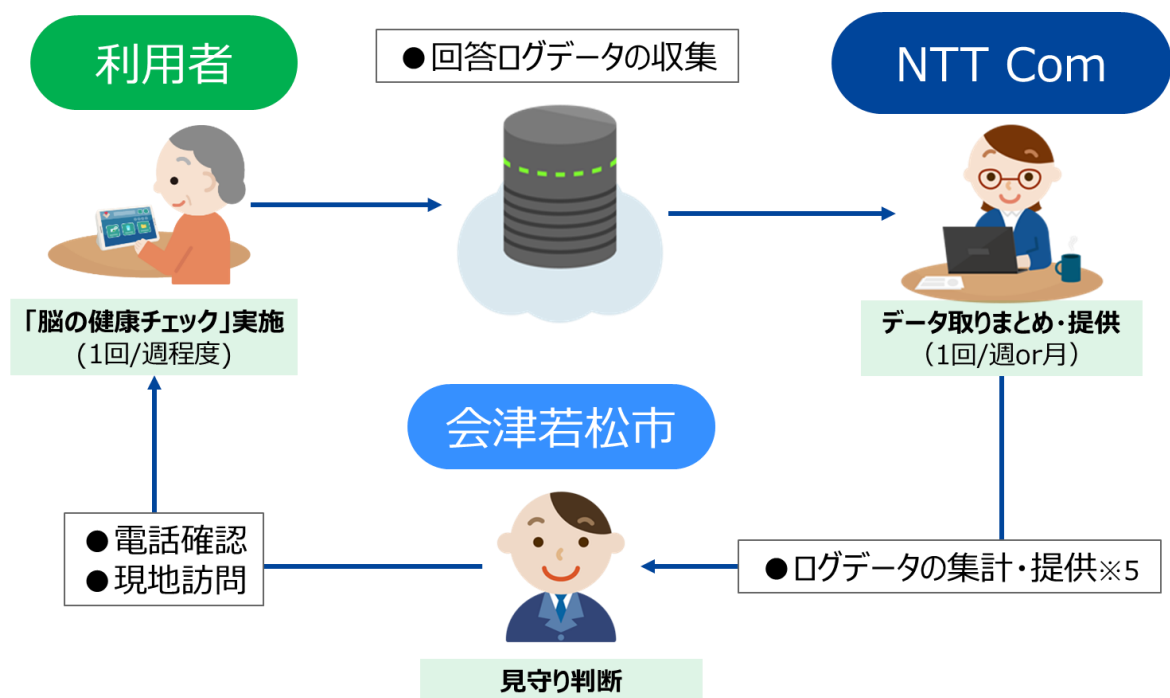 利用者
●回答ログデータの収集
NTT Com
「脳の健康チェック」実施
(1回/週程度)
データ取りまとめ・提供
（1回/週or月）
会津若松市
●電話確認
●現地訪問
●ログデータの集計・提供※5
見守り判断